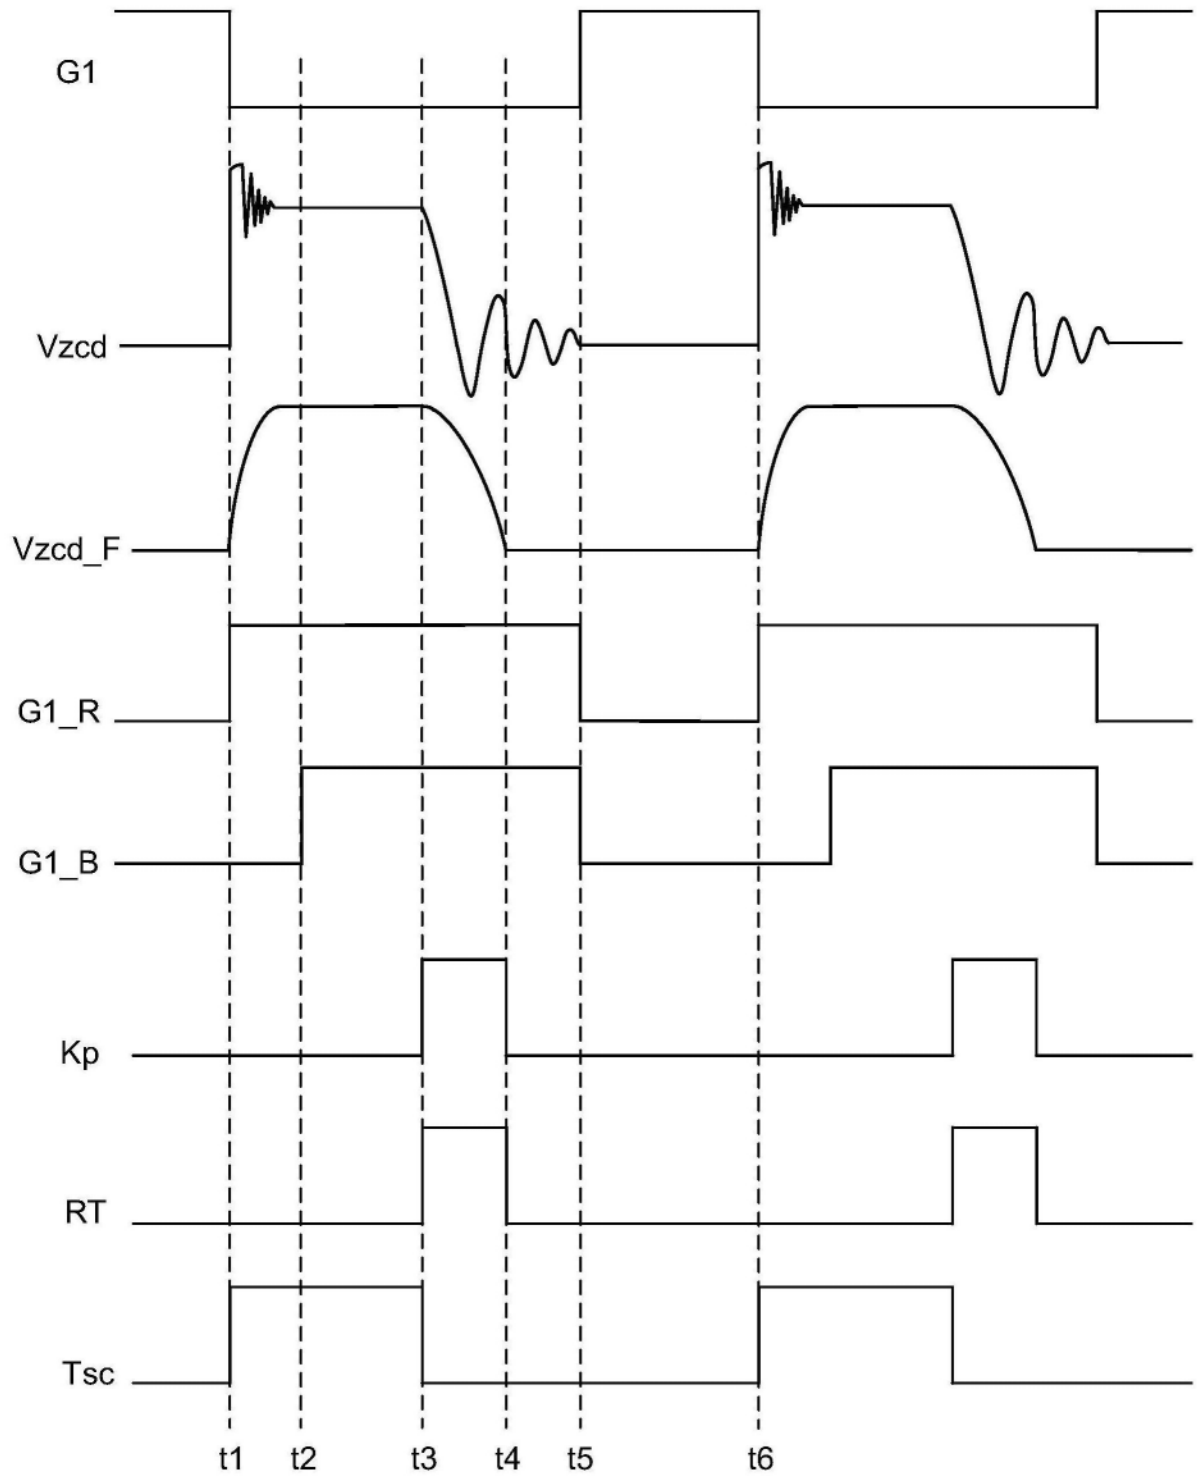 G1
Vzcd
Vzcd_F
G1_R
G1_B
Kp
RT
Tsc
t1 t2 t3 t4 t5 t6